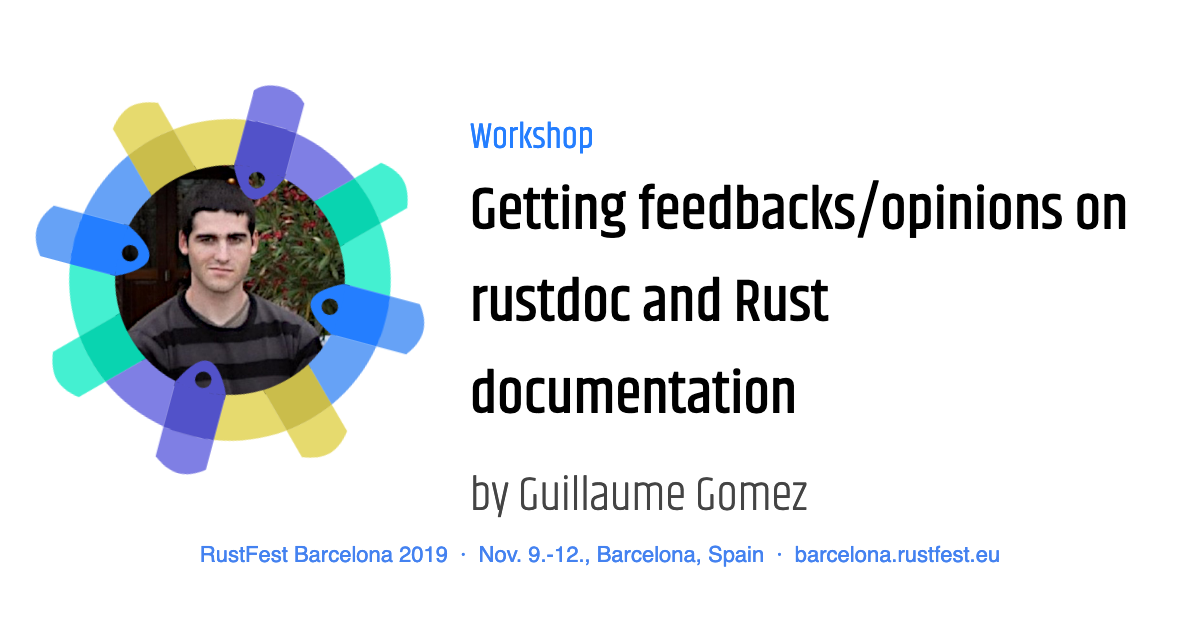 Workshop
Getting feedbacks/opinions on
rustdoc and Rust
documentation
by Guillaume Gomez
RustFest Barcelona 2019 · Nov. 9.-12., Barcelona, Spain · barcelona.rustfest.eu